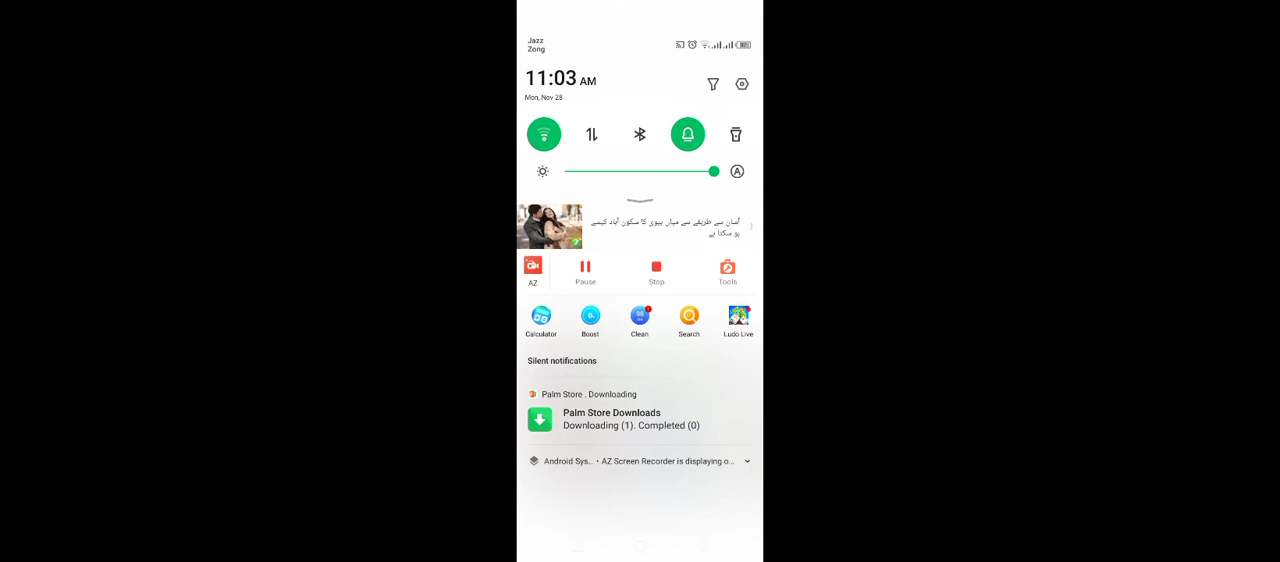 Jazz
Zong
11:03 AM
Mon, Nov 28
A
آسان سے طریقے سے میاں بیوی کا سکون آباد کیسے
ہو سکتا ہے
AZ
Pause
Stop
Tools
Calculator
Boost
Clean
Search
Ludo Live
Silent notifications
Palm Store . Downloading
Palm Store Downloads
Downloading (1). Completed (0)
Android Sys... • AZ Screen Recorder is displaying o...